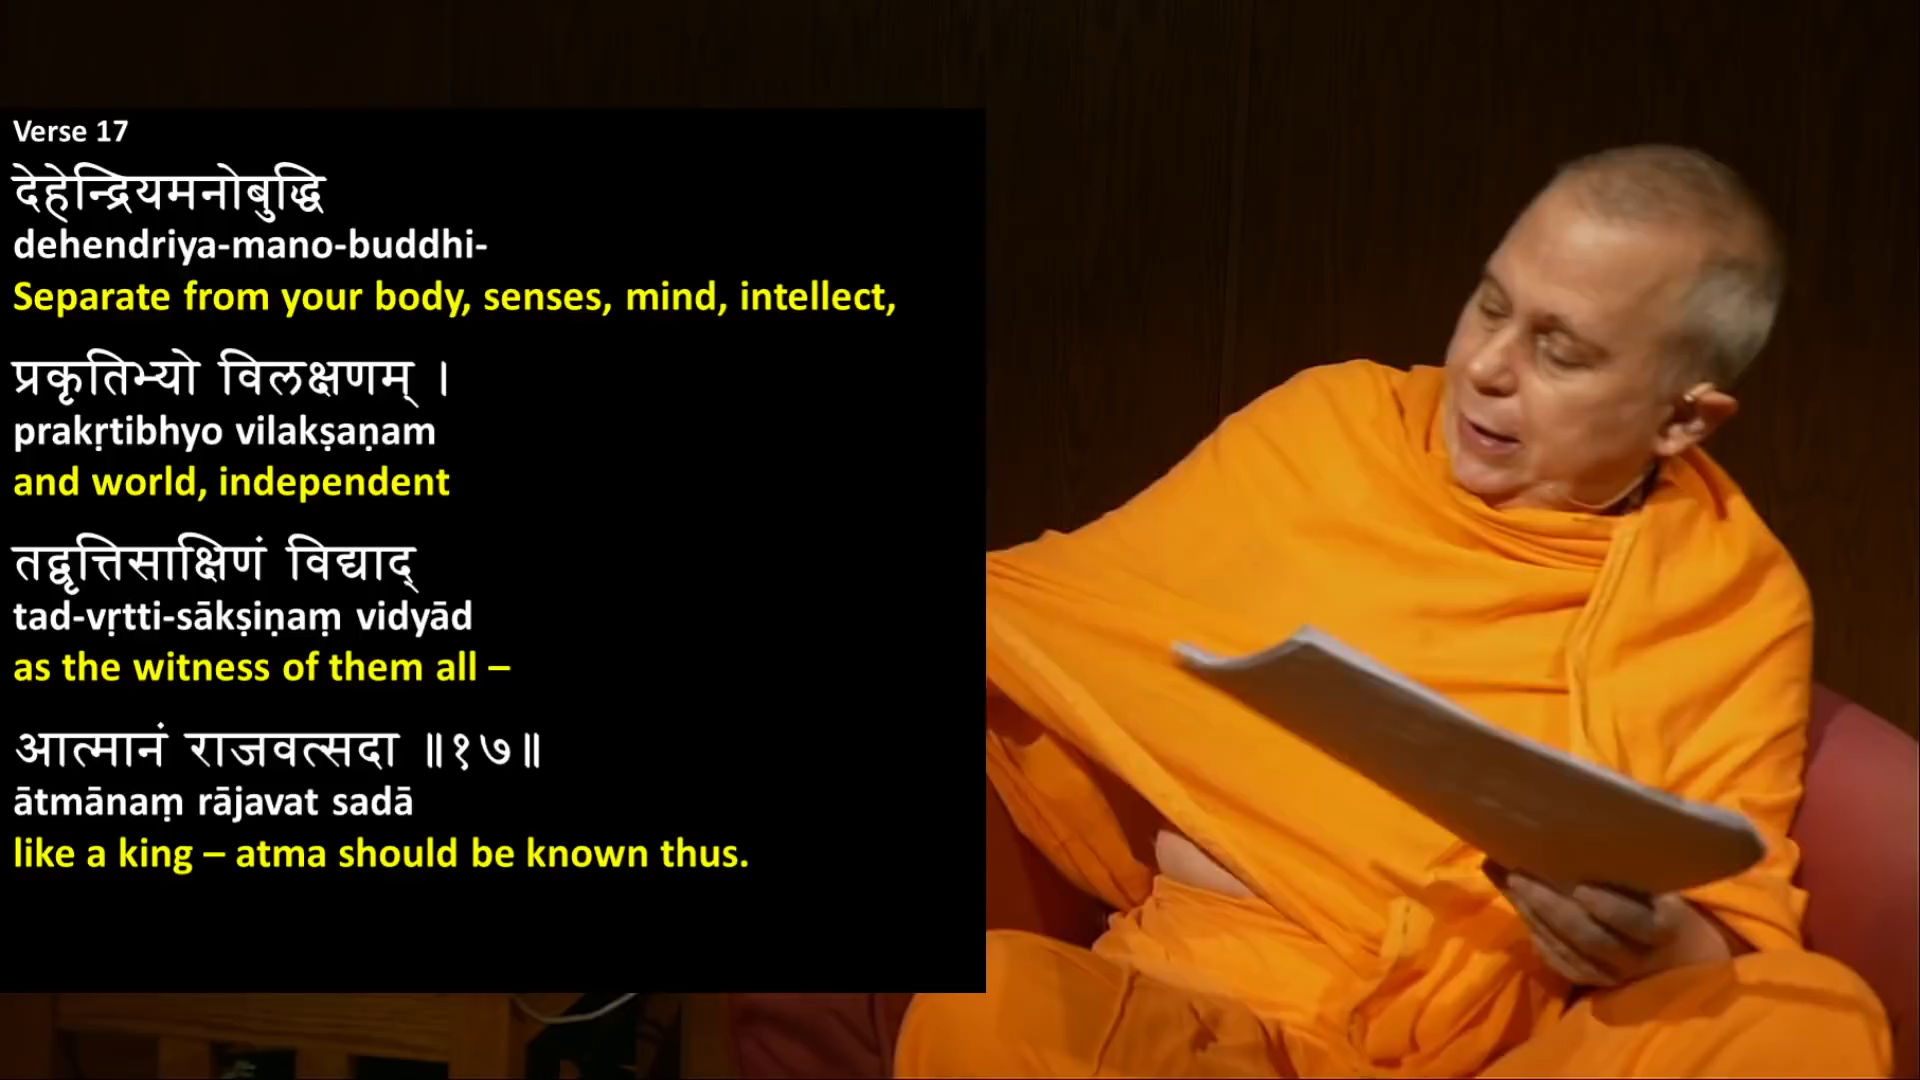 Verse 17
देहेन्द्रियमनोबुद्धि
dehendriya-mano-buddhi-
Separate from your body, senses, mind, intellect,
प्रकृतिभ्यो विलक्षणम् ।
prakṛtibhyo vilakṣaṇam
and world, independent
तद्वृत्तिसाक्षिणं विद्याद्
tad-vṛtti-sākṣiṇaṃ vidyād
as the witness of them all –
आत्मानं राजवत्सदा ॥१७॥
ātmānaṃ rājavat sadā
like a king – atma should be known thus.